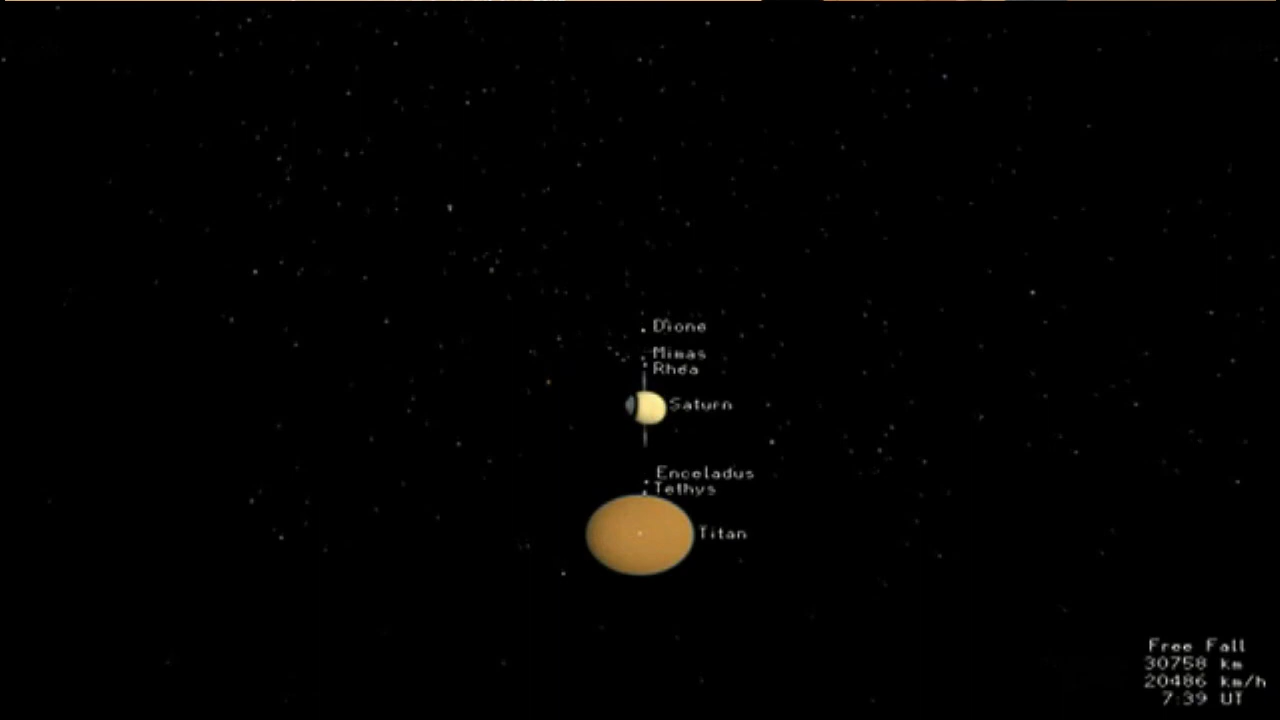 Dione
Mimas
Rhea
Saturn
Enceladus
Tethys
Titan
Free Fall
30758 km
20486 km/h
7:39 UT